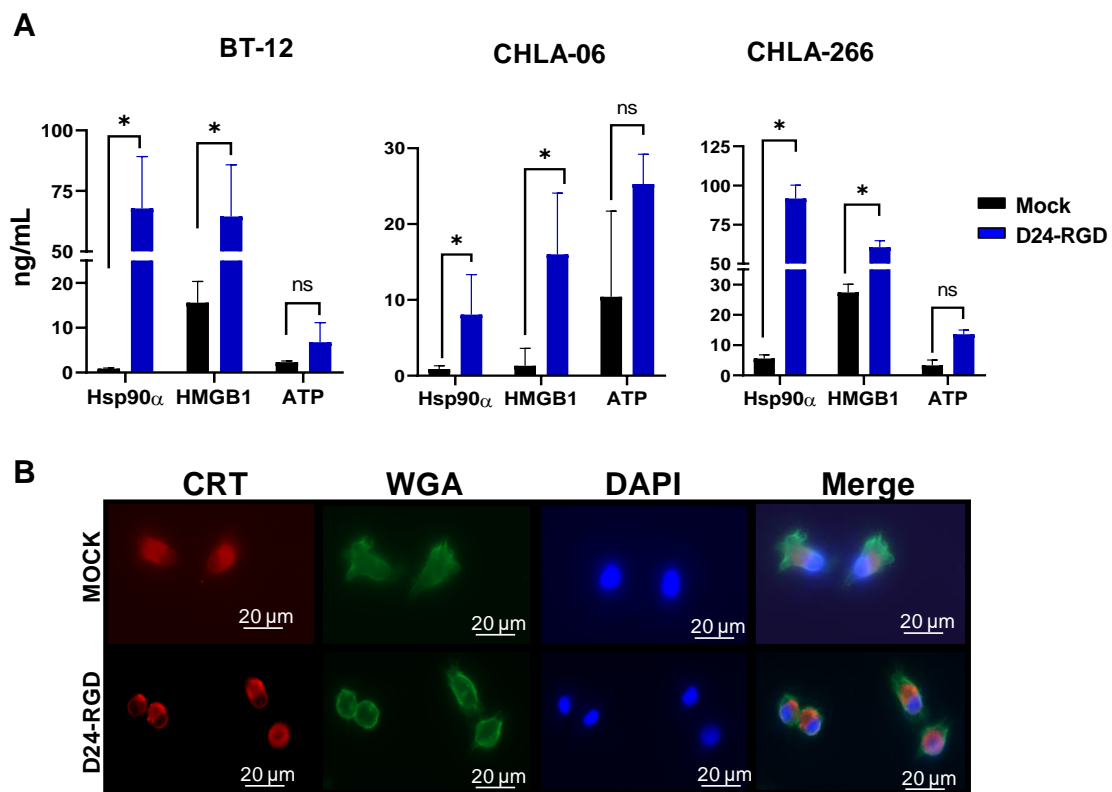 A
BT-12
CHLA-06
CHLA-266
ng/mL
100
75
50
20
10
0
*
*
ns
Hsp90α HMGB1 ATP
30
20
10
0
*
*
ns
Hsp90α HMGB1 ATP
125
100
75
50
30
20
10
0
*
*
ns
Hsp90α HMGB1 ATP
Mock
D24-RGD
B
CRT WGA DAPI Merge
MOCK
20 µm 20 µm 20 µm 20 µm
D24-RGD
20 µm 20 µm 20 µm 20 µm